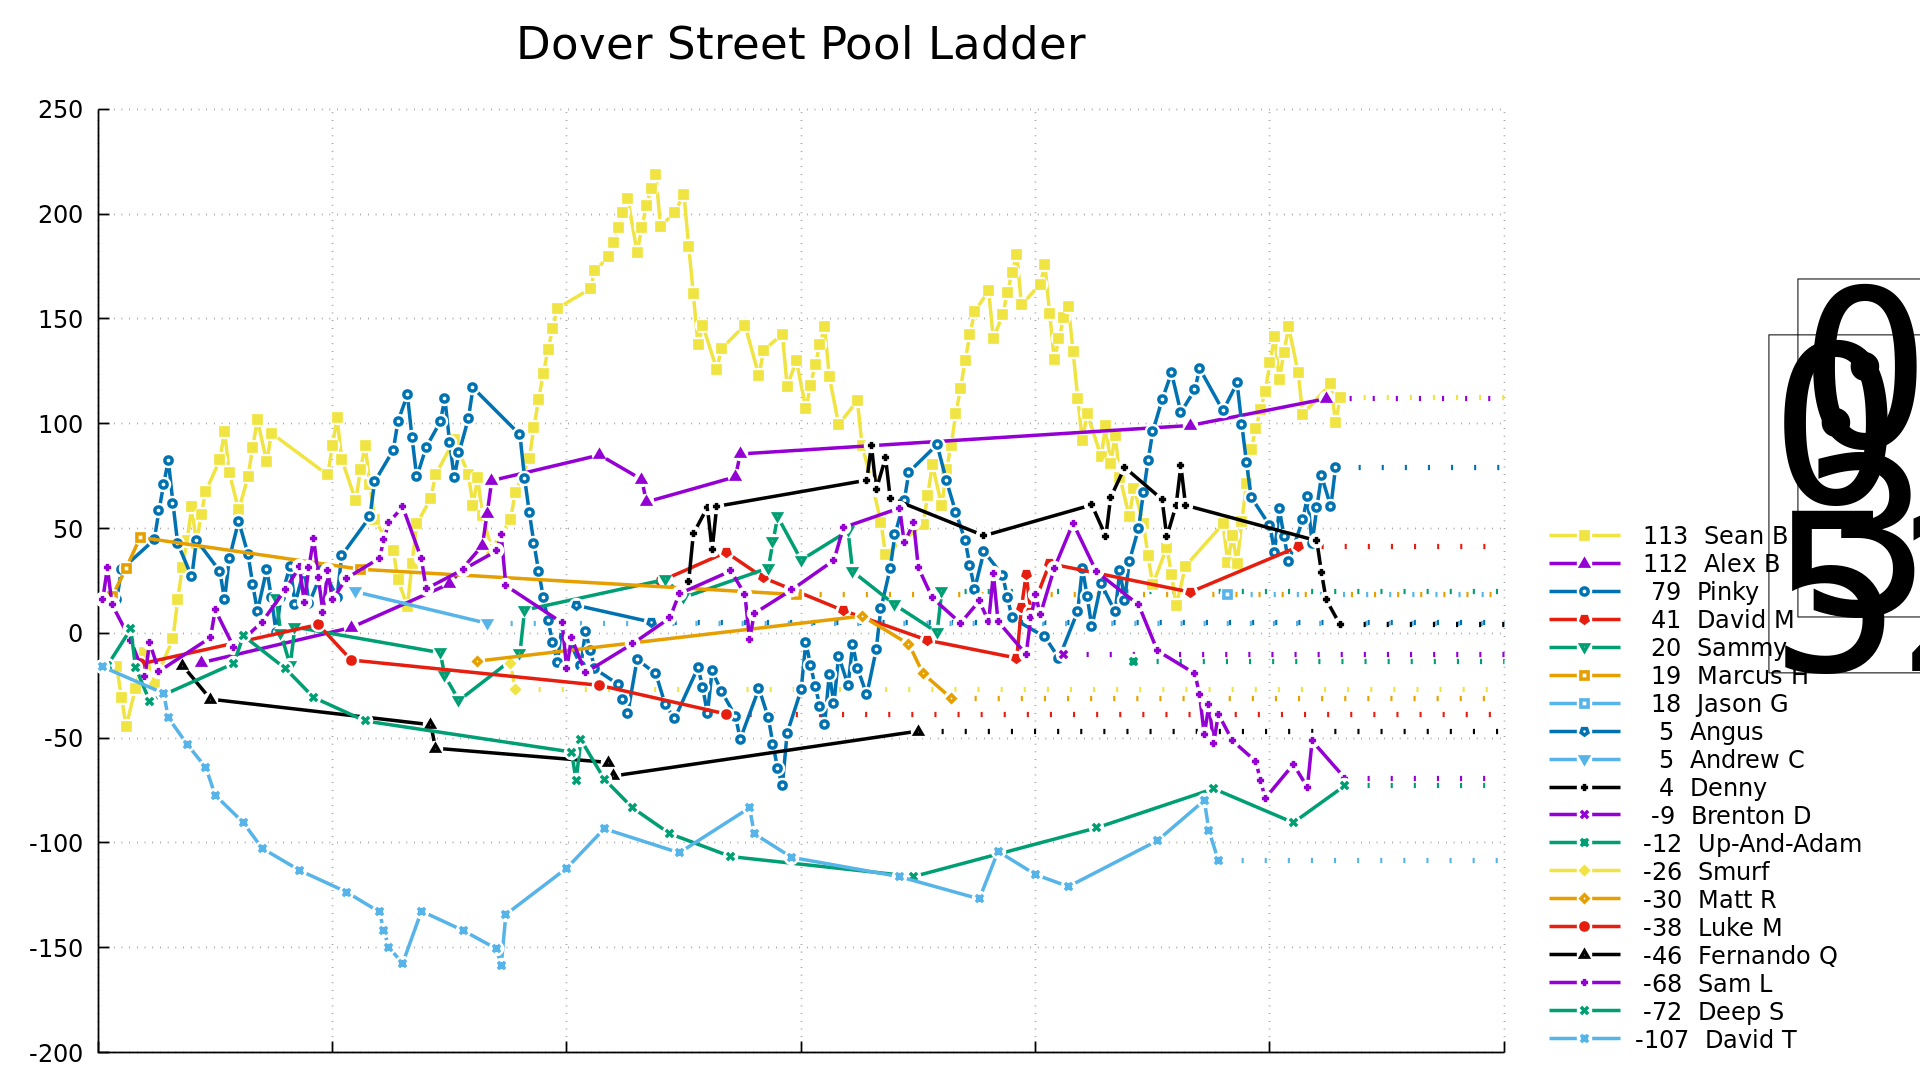 Dover Street Pool Ladder
250
200
150
100
50
0
-50
-100
-150
-200
113 Sean B
112 Alex B
79 Pinky
41 David M
20 Sammy
19 Marcus H
18 Jason G
5 Angus
5 Andrew C
4 Denny
-9 Brenton D
-12 Up-And-Adam
-26 Smurf
-30 Matt R
-38 Luke M
-46 Fernando Q
-68 Sam L
-72 Deep S
-107 David T